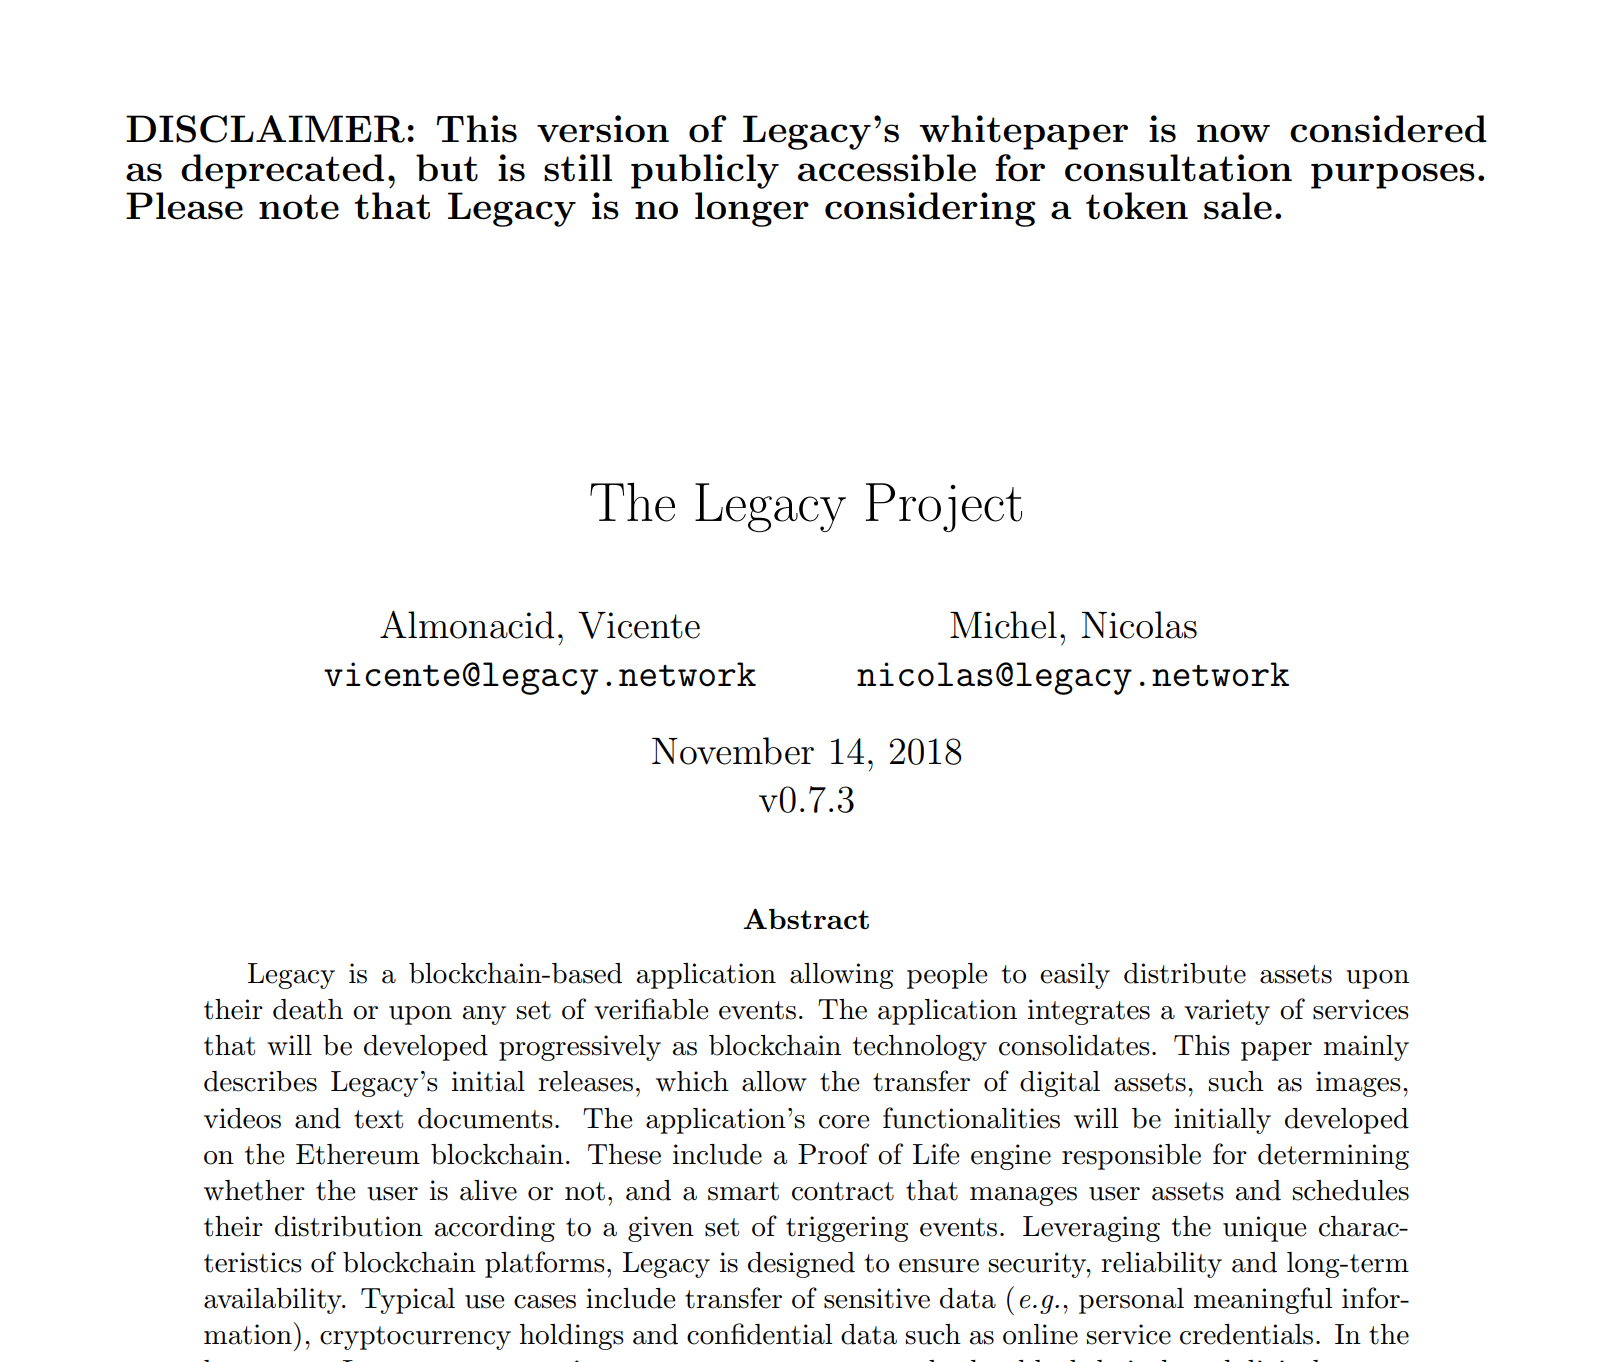 DISCLAIMER: This version of Legacy's whitepaper is now considered
as deprecated, but is still publicly accessible for consultation purposes.
Please note that Legacy is no longer considering a token sale.
The Legacy Project
Almonacid, Vicente
vicente@legacy.network
Michel, Nicolas
nicolas@legacy.network
November 14, 2018
v0.7.3
Abstract
Legacy is a blockchain-based application allowing people to easily distribute assets upon
their death or upon any set of verifiable events. The application integrates a variety of services
that will be developed progressively as blockchain technology consolidates. This paper mainly
describes Legacy's initial releases, which allow the transfer of digital assets, such as images,
videos and text documents. The application's core functionalities will be initially developed
on the Ethereum blockchain. These include a Proof of Life engine responsible for determining
whether the user is alive or not, and a smart contract that manages user assets and schedules
their distribution according to a given set of triggering events. Leveraging the unique charac-
teristics of blockchain platforms, Legacy is designed to ensure security, reliability and long-term
availability. Typical use cases include transfer of sensitive data (e.g., personal meaningful infor-
mation), cryptocurrency holdings and confidential data such as online service credentials. In the